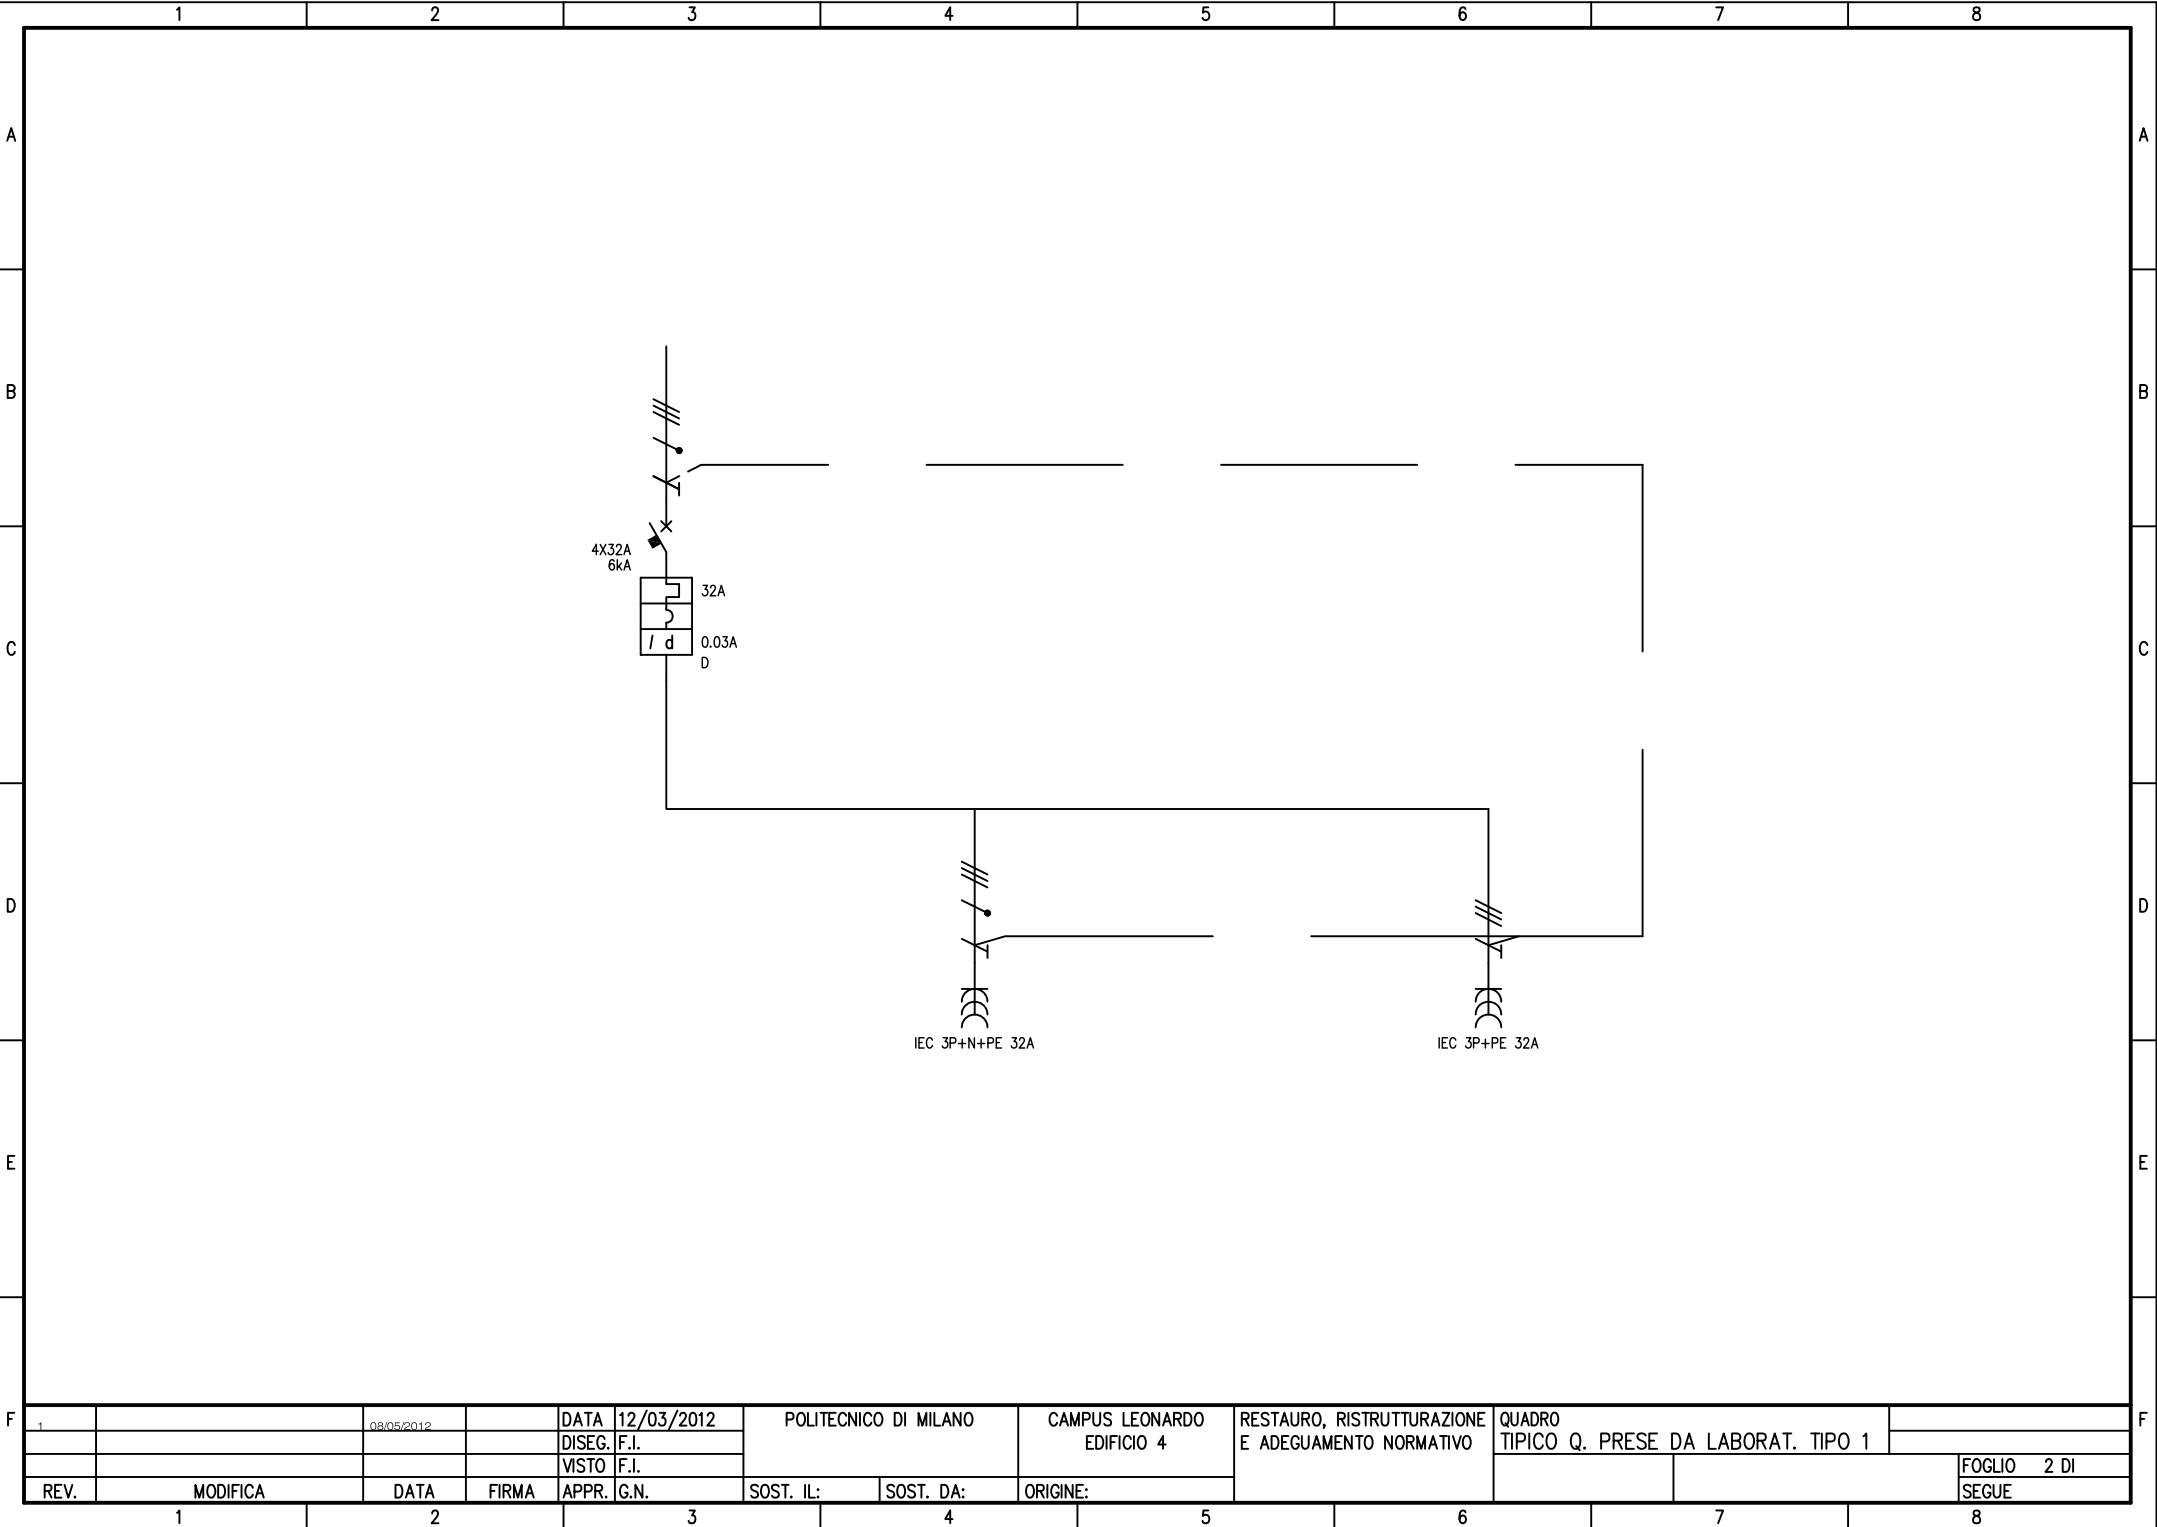 1 2 3 4 5 6 7 8
A A
B B
4X32A
6kA
32A
C C
I d 0.03A
D
D D
IEC 3P+N+PE 32A IEC 3P+PE 32A
E E
F F
1 08/05/2012
DATA 12/03/2012
DISEG. F.I.
VISTO F.I.
REV. MODIFICA DATA FIRMA APPR. G.N.
POLITECNICO DI MILANO
SOST. IL: SOST. DA:
CAMPUS LEONARDO
EDIFICIO 4
ORIGINE:
RESTAURO, RISTRUTTURAZIONE
E ADEGUAMENTO NORMATIVO
QUADRO
TIPICO Q. PRESE DA LABORAT. TIPO 1
FOGLIO 2 DI
SEGUE
1 2 3 4 5 6 7 8